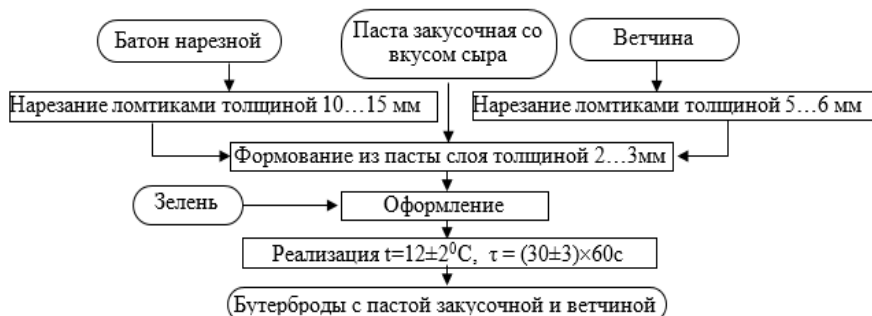 Батон нарезной
Паста закусочная со
вкусом сыра
Ветчина
Нарезание ломтиками толщиной 10…15 мм
Нарезание ломтиками толщиной 5…6 мм
Формование из пасты слоя толщиной 2…3мм
Зелень
Оформление
Реализация t=12±2⁰С, τ = (30±3)×60с
Бутерброды с пастой закусочной и ветчиной